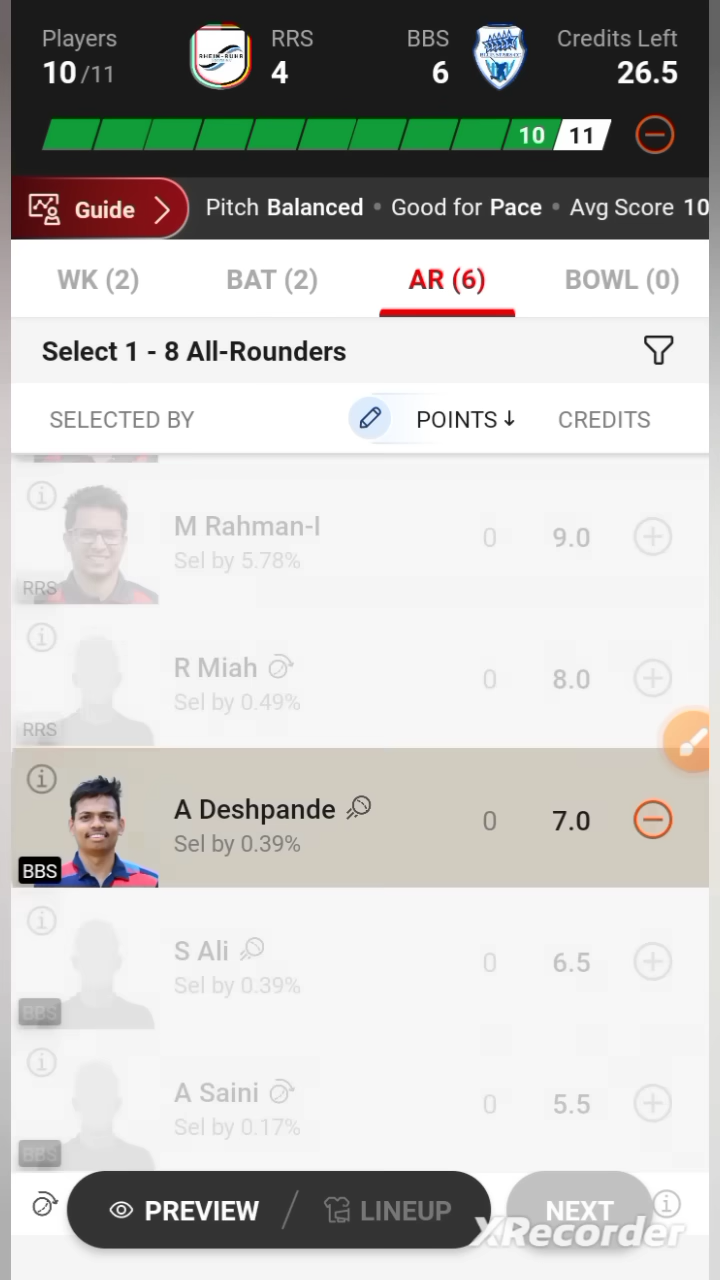 Players RRS BBS Credits Left
10/11 4 6 26.5
RHEIN-RUHR
10 11
Guide Pitch Balanced • Good for Pace • Avg Score 10
WK (2) BAT (2) AR (6) BOWL (0)
Select 1 - 8 All-Rounders
SELECTED BY POINTS↓ CREDITS
M Rahman-I 0 9.0
Sel by 5.78%
RRS
R Miah 0 8.0
Sel by 0.49%
RRS
A Deshpande 0 7.0
Sel by 0.39%
BBS
S Ali 0 6.5
Sel by 0.39%
BBS
A Saini 0 5.5
Sel by 0.17%
BBS
PREVIEW / LINEUP NEXT
XRecorder